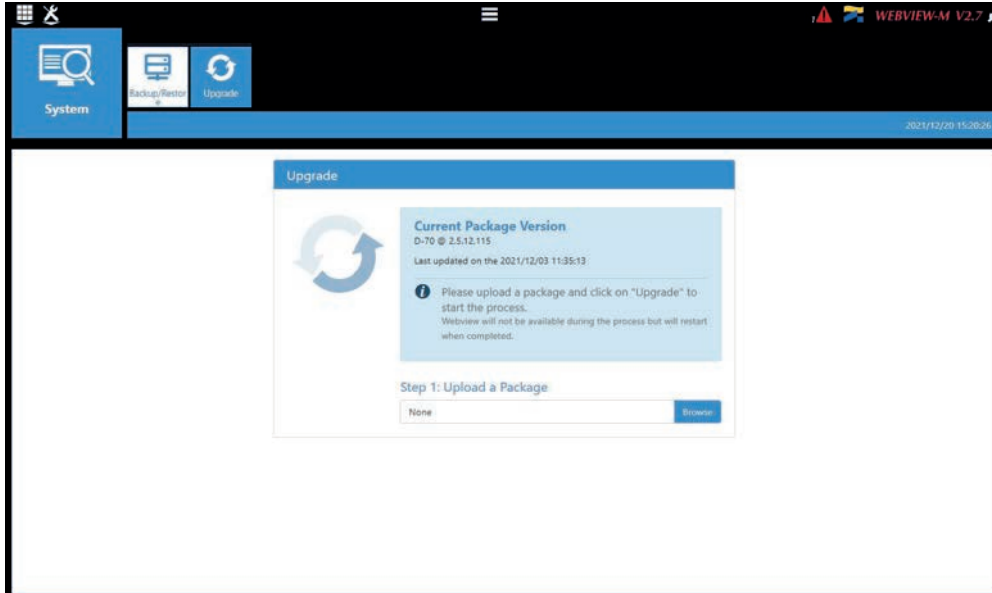 WEBVIEW-M V2.7
System
Backup/Restor
e
Upgrade
2021/12/20 15:20:26
Upgrade
Current Package Version
D-70 @ 2.5.12.115
Last updated on the 2021/12/03 11:35:13
Please upload a package and click on "Upgrade" to
start the process.
Webview will not be available during the process but will restart
when completed.
Step 1: Upload a Package
None
Browse